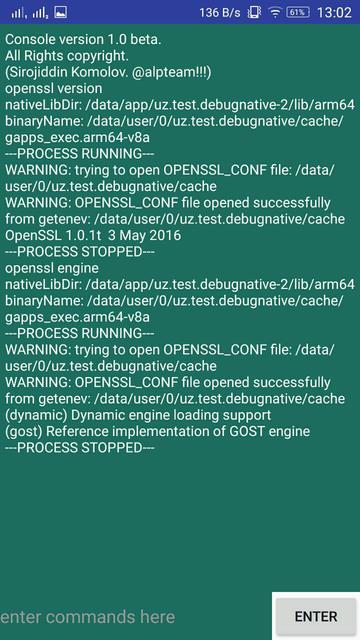 136 B/s 61% 13:02
Console version 1.0 beta.
All Rights copyright.
(Sirojiddin Komolov. @alpteam!!!)
openssl version
nativeLibDir: /data/app/uz.test.debugnative-2/lib/arm64
binaryName: /data/user/0/uz.test.debugnative/cache/
gapps_exec.arm64-v8a
---PROCESS RUNNING---
WARNING: trying to open OPENSSL_CONF file: /data/
user/0/uz.test.debugnative/cache
WARNING: OPENSSL_CONF file opened successfully
from getenev: /data/user/0/uz.test.debugnative/cache
OpenSSL 1.0.1t  3 May 2016
---PROCESS STOPPED---
openssl engine
nativeLibDir: /data/app/uz.test.debugnative-2/lib/arm64
binaryName: /data/user/0/uz.test.debugnative/cache/
gapps_exec.arm64-v8a
---PROCESS RUNNING---
WARNING: trying to open OPENSSL_CONF file: /data/
user/0/uz.test.debugnative/cache
WARNING: OPENSSL_CONF file opened successfully
from getenev: /data/user/0/uz.test.debugnative/cache
(dynamic) Dynamic engine loading support
(gost) Reference implementation of GOST engine
---PROCESS STOPPED---
enter commands here
ENTER